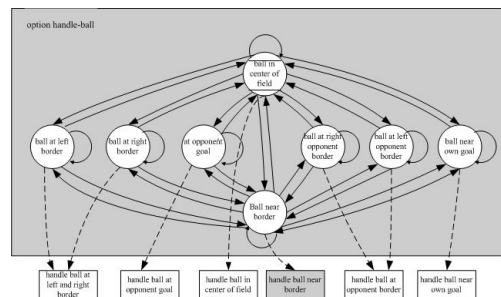 option handle-ball
ball in
center of
field
ball at left
border
ball at right
border
at opponent
goal
ball at right
opponent
border
ball at left
opponent
border
ball near
own goal
Ball near
border
handle ball at
left and right
border
handle ball at
opponent goal
handle ball in
center of field
handle ball near
border
handle ball at
opponent border
handle ball near
own goal